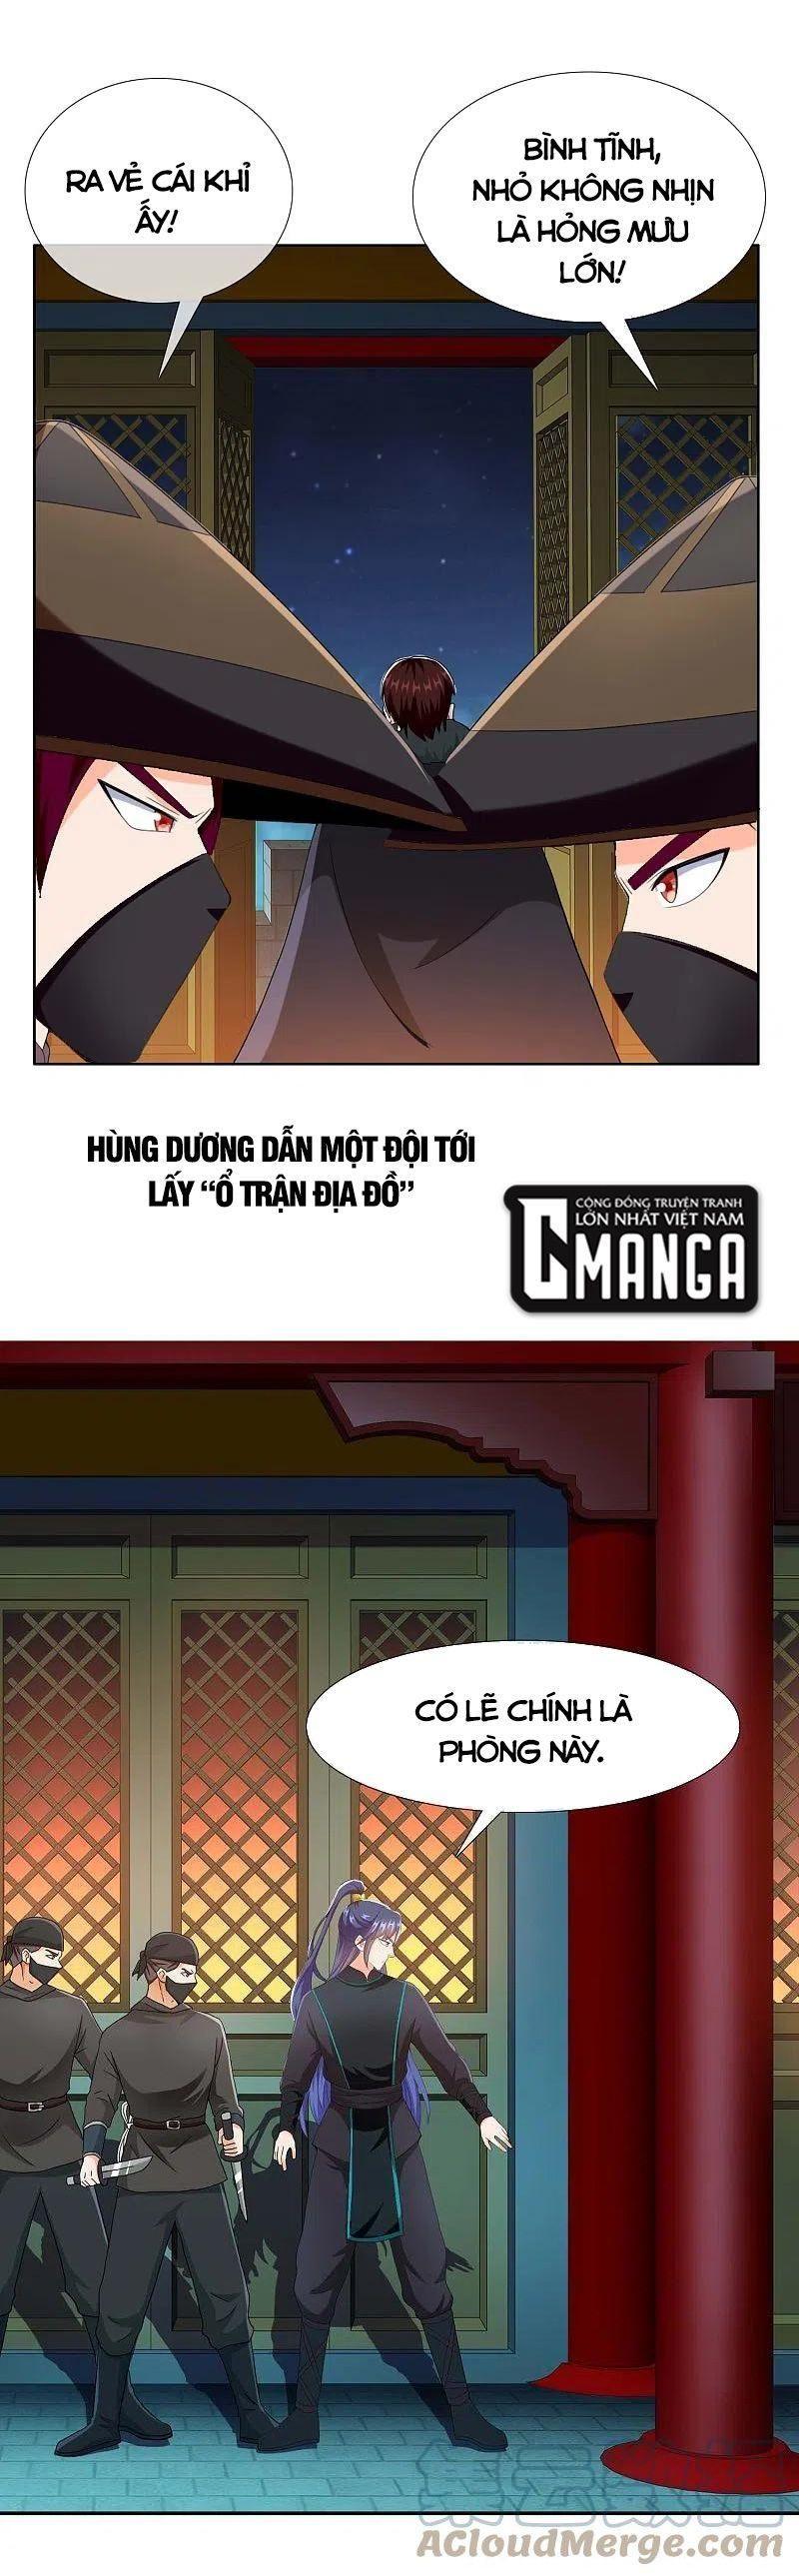 RA VẺ CÁI KHỈ
ẤY!
BÌNH TĨNH,
NHỎ KHÔNG NHỊN
LÀ HỎNG MƯU
LỚN!
HÙNG DƯƠNG DẪN MỘT ĐỘI TỚI
LẤY “Ổ TRẬN ĐỊA ĐỒ”
CỘNG ĐỒNG TRUYỆN TRANH
LỚN NHẤT VIỆT NAM
CMANGA
CÓ LẼ CHÍNH LÀ
PHÒNG NÀY.
ACloudMerge.com